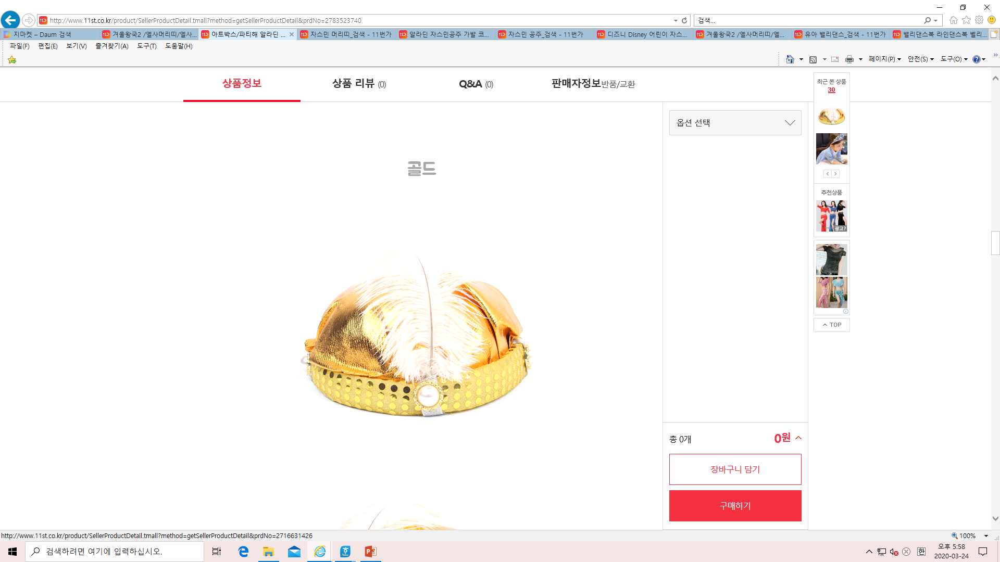 http://www.11st.co.kr/product/SellerProductDetail.tmall?method=getSellerProductDetail&prdNo=2783523740
검색...
지마켓 – Daum 검색
겨울왕국2 /엘사머리띠/엘사...
아트박스/파티해 알라딘 ...
자스민 머리띠_검색 - 11번가
알라딘 자스민공주 가발 코...
자스민 공주_검색 - 11번가
디즈니 Disney 어린이 자스...
겨울왕국2 /엘사머리띠/엘...
유아 밸리댄스_검색 - 11번가
밸리댄스복 라인댄스복 벨리...
파일(F) 편집(E) 보기(V) 즐겨찾기(A) 도구(T) 도움말(H)
페이지(P) 안전(S) 도구(O)
상품정보
상품 리뷰 (0)
Q&A (0)
판매자정보반품/교환
최근 본 상품
30
옵션 선택
골드
추천상품
광고?
TOP
총 0개
0원
장바구니 담기
구매하기
http://www.11st.co.kr/product/SellerProductDetail.tmall?method=getSellerProductDetail&prdNo=2716631426
100%
검색하려면 여기에 입력하십시오.
한
오후 5:58
2020-03-24